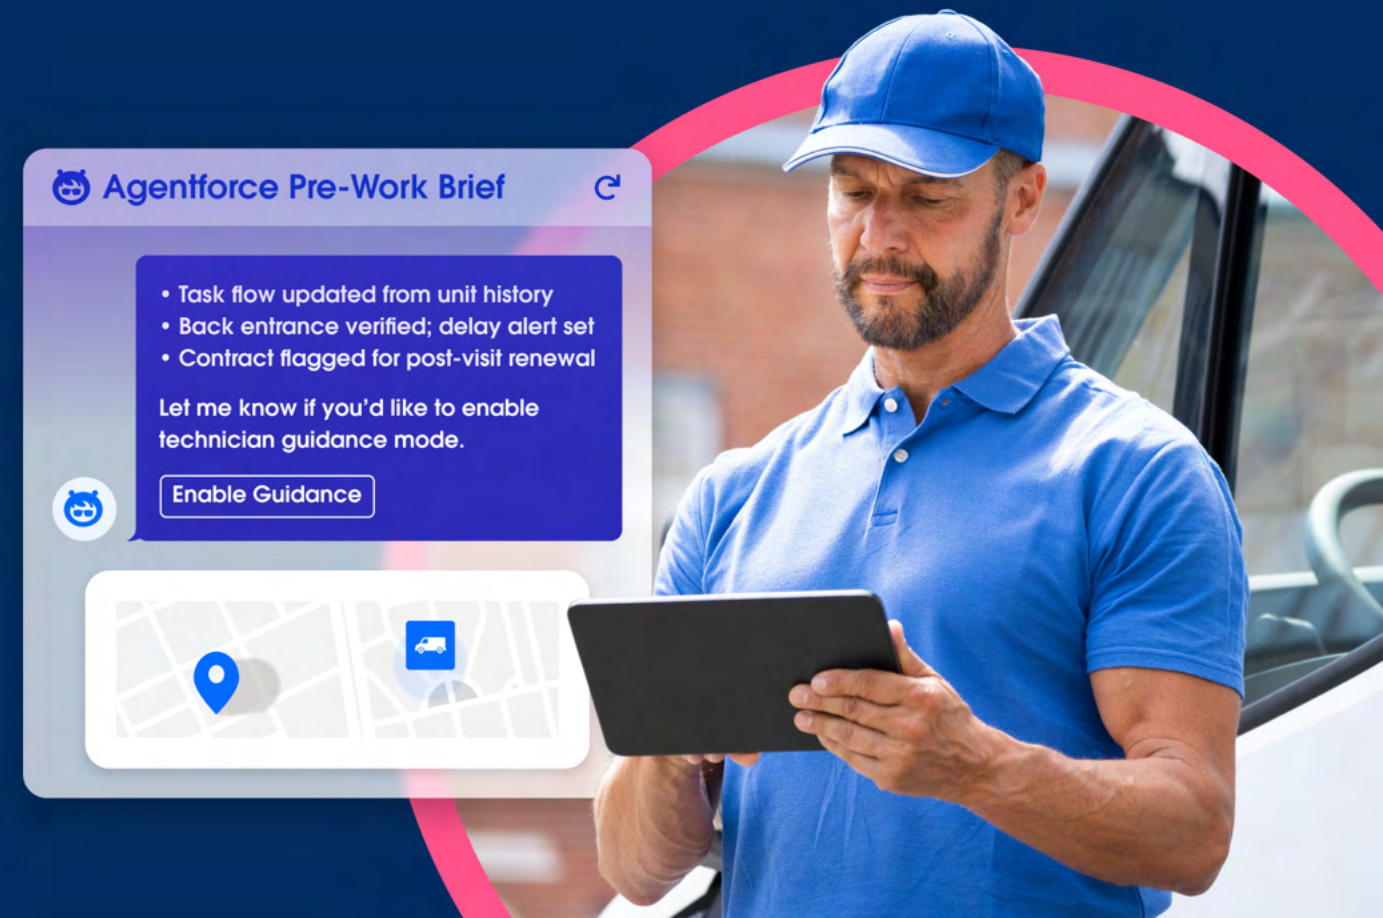 Agentforce Pre-Work Brief
• Task flow updated from unit history
• Back entrance verified; delay alert set
• Contract flagged for post-visit renewal
Let me know if you’d like to enable
technician guidance mode.
Enable Guidance